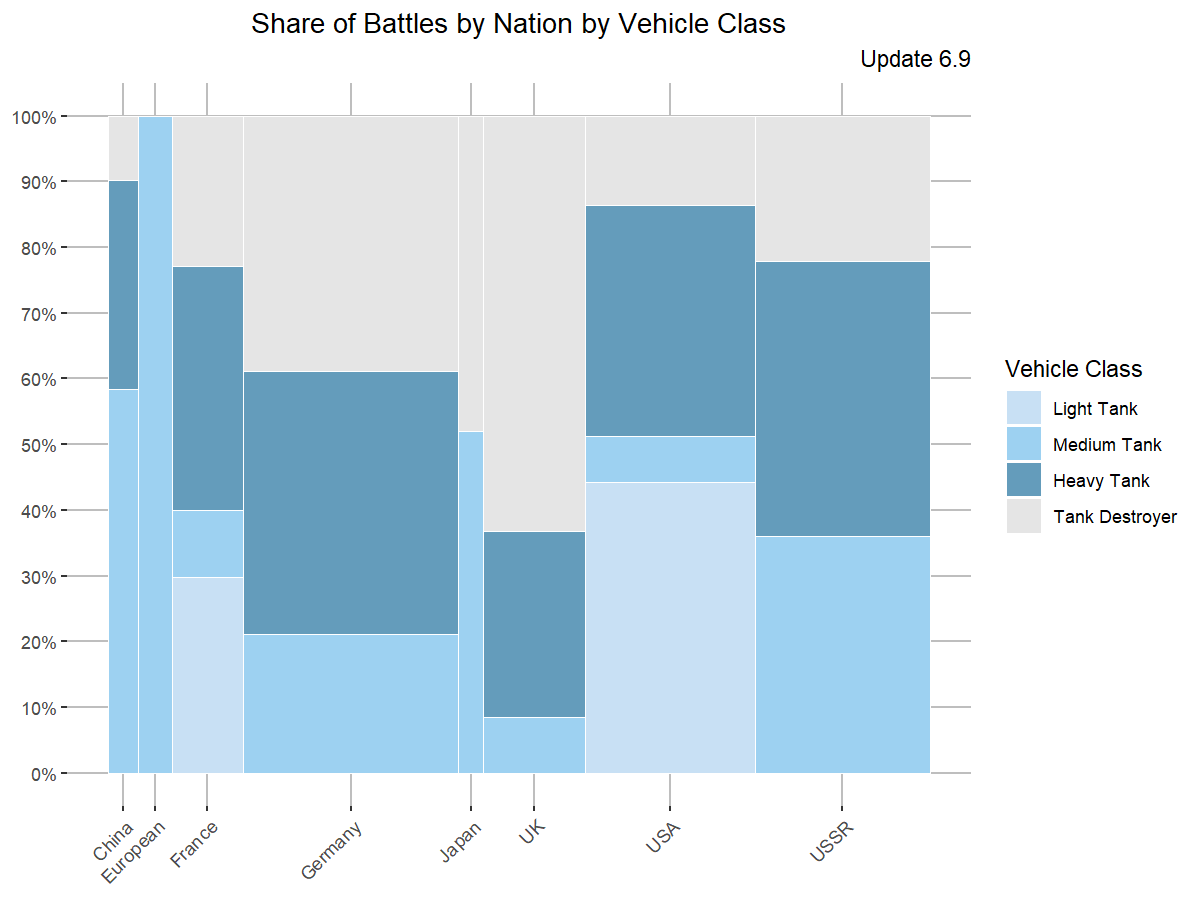 Share of Battles by Nation by Vehicle Class
Update 6.9
100%
90%
80%
70%
60%
50%
40%
30%
20%
10%
0%
China
European
France
Germany
Japan
UK
USA
USSR
Vehicle Class
Light Tank
Medium Tank
Heavy Tank
Tank Destroyer